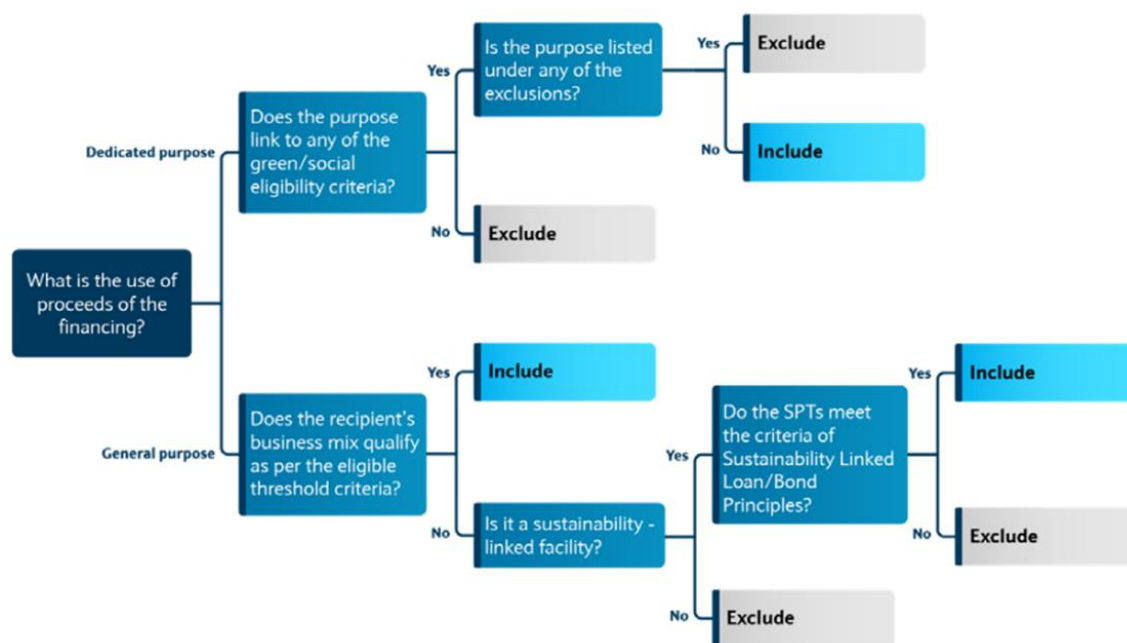 What is the use of
proceeds of the
financing?
Dedicated purpose
Does the purpose
link to any of the
green/social
eligibility criteria?
Yes
Is the purpose listed
under any of the
exclusions?
Yes
Exclude
No
Include
No
Exclude
General purpose
Does the recipient's
business mix qualify
as per the eligible
threshold criteria?
Yes
Include
No
Is it a sustainability -
linked facility?
Yes
Do the SPTs meet
the criteria of
Sustainability Linked
Loan/Bond
Principles?
Yes
Include
No
Exclude
No
Exclude